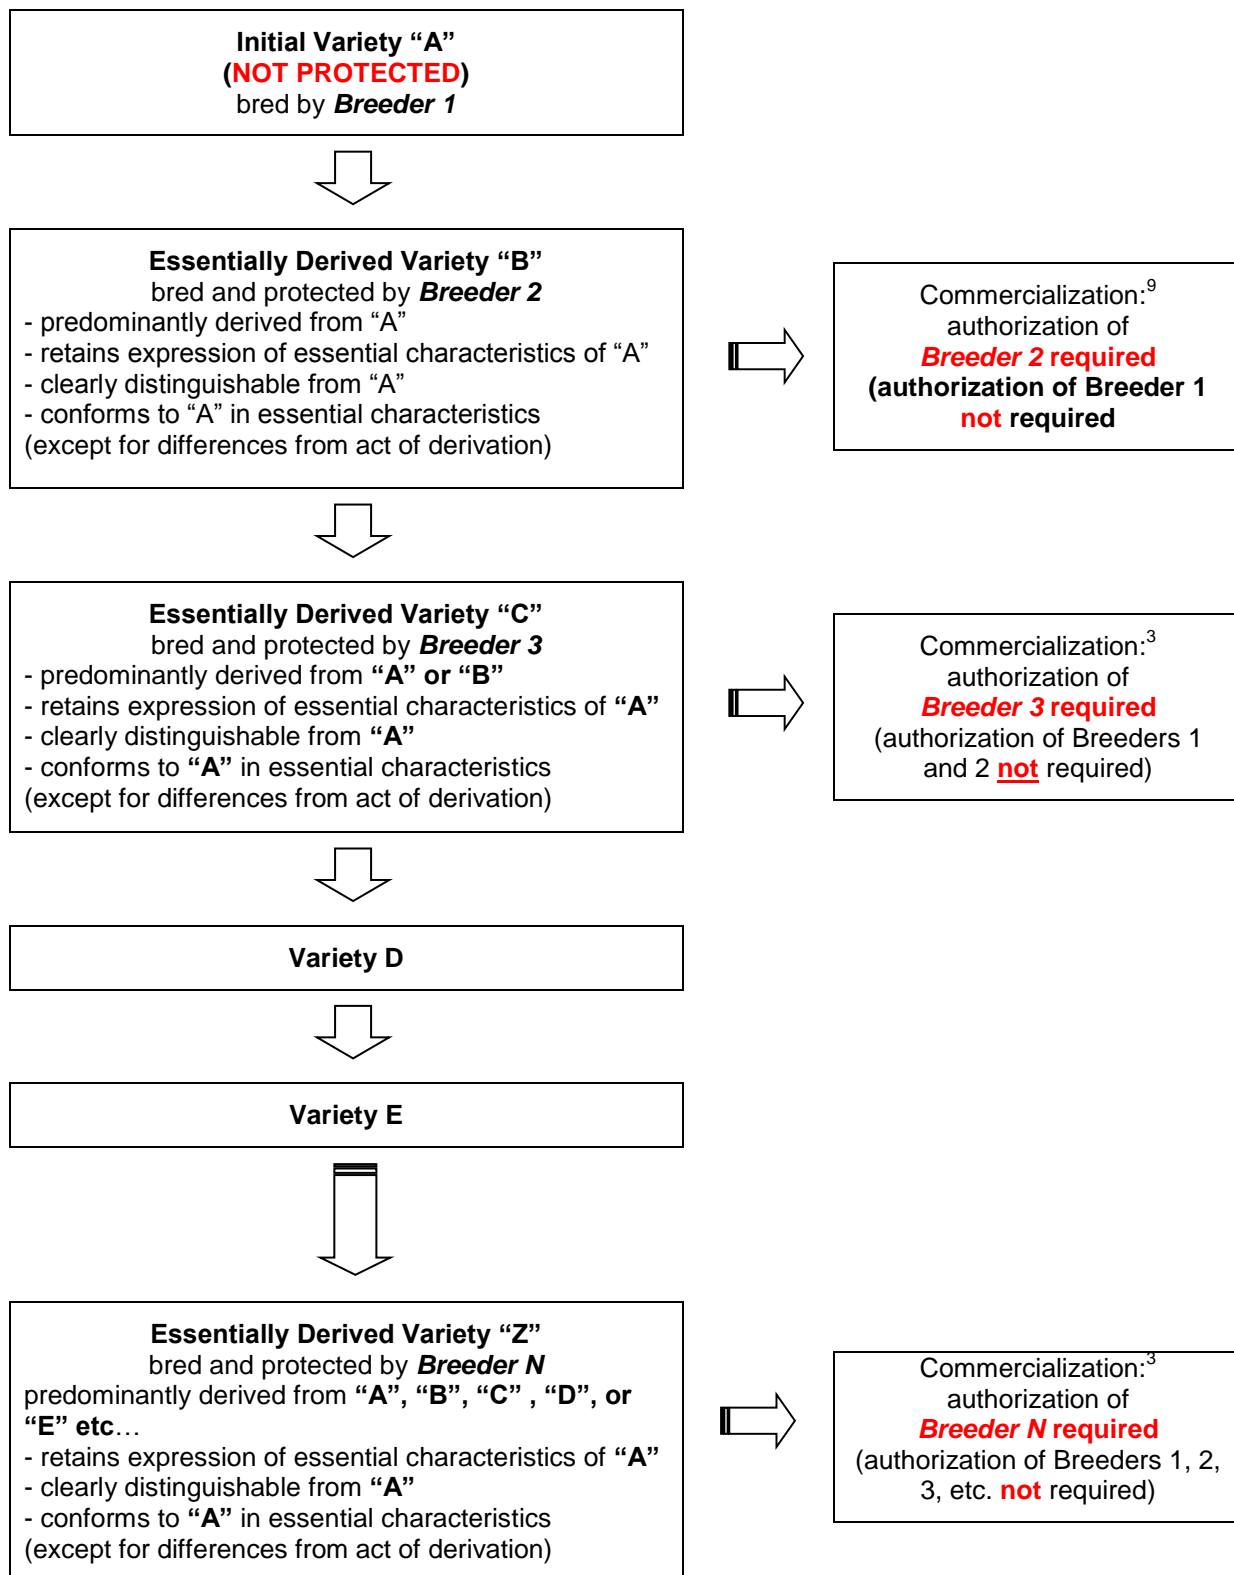 Initial Variety “A”
(NOT PROTECTED)
bred by Breeder 1
Essentially Derived Variety “B”
bred and protected by Breeder 2
- predominantly derived from “A”
- retains expression of essential characteristics of “A”
- clearly distinguishable from “A”
- conforms to “A” in essential characteristics
(except for differences from act of derivation)
Commercialization:9
authorization of
Breeder 2 required
(authorization of Breeder 1
not required
Essentially Derived Variety “C”
bred and protected by Breeder 3
- predominantly derived from “A” or “B”
- retains expression of essential characteristics of “A”
- clearly distinguishable from “A”
- conforms to “A” in essential characteristics
(except for differences from act of derivation)
Commercialization:3
authorization of
Breeder 3 required
(authorization of Breeders 1
and 2 not required)
Variety D
Variety E
Essentially Derived Variety “Z”
bred and protected by Breeder N
predominantly derived from “A”, “B”, “C” , “D”, or
“E” etc…
- retains expression of essential characteristics of “A”
- clearly distinguishable from “A”
- conforms to “A” in essential characteristics
(except for differences from act of derivation)
Commercialization:3
authorization of
Breeder N required
(authorization of Breeders 1, 2,
3, etc. not required)